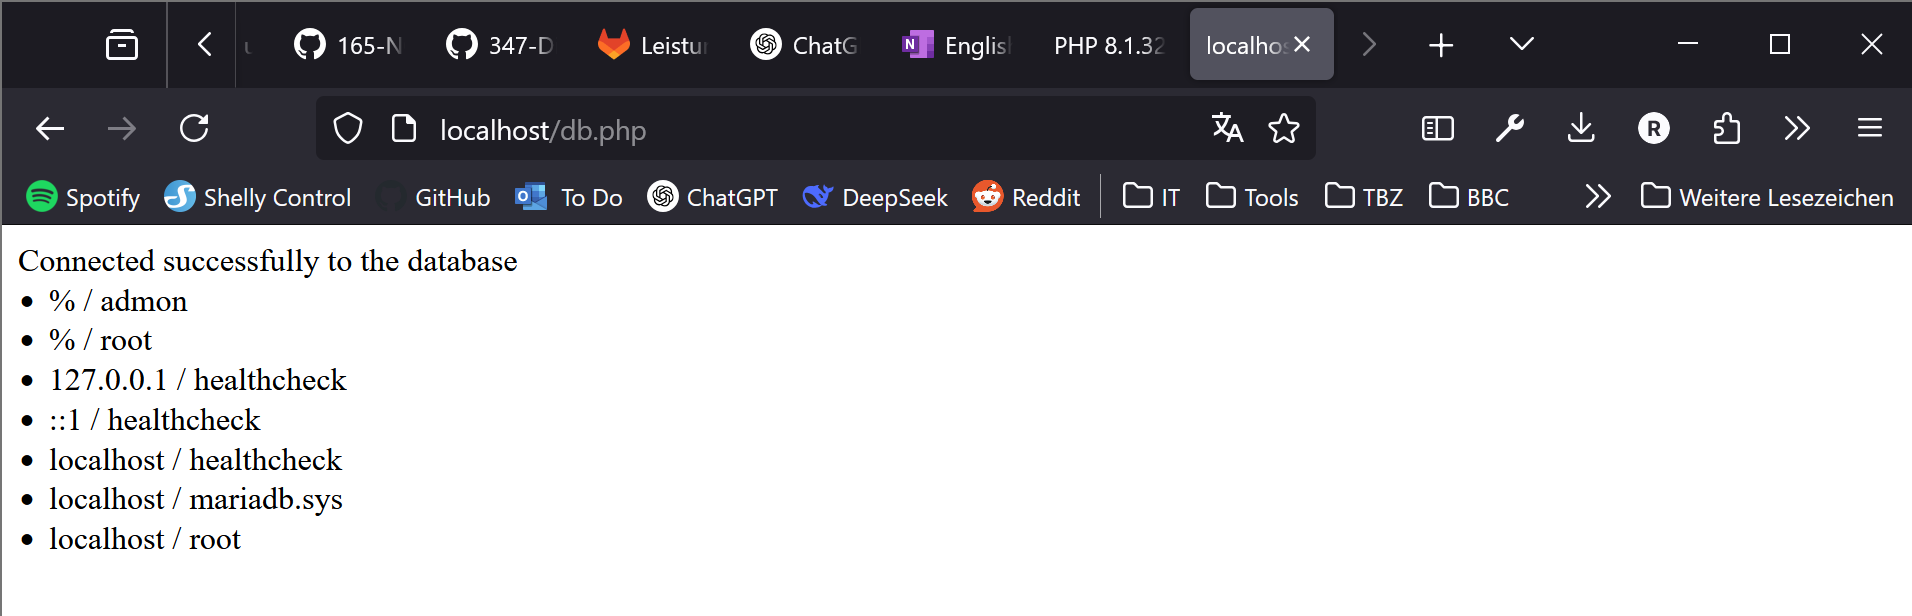 165-N
347-D
Leistu
ChatG
Englis
PHP 8.1.32
localhos
localhost/db.php
R
Spotify
Shelly Control
GitHub
To Do
ChatGPT
DeepSeek
Reddit
IT
Tools
TBZ
BBC
Weitere Lesezeichen
Connected successfully to the database
• % / admon
• % / root
• 127.0.0.1 / healthcheck
• ::1 / healthcheck
• localhost / healthcheck
• localhost / mariadb.sys
• localhost / root